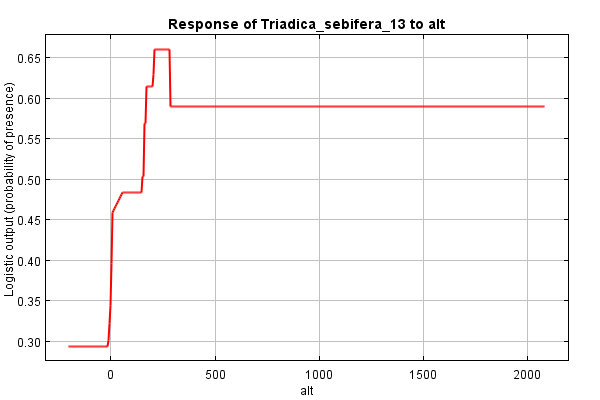 Response of Triadica_sebifera_13 to alt
Logistic output (probability of presence)
0.65
0.60
0.55
0.50
0.45
0.40
0.35
0.30
0 500 1000 1500 2000
alt